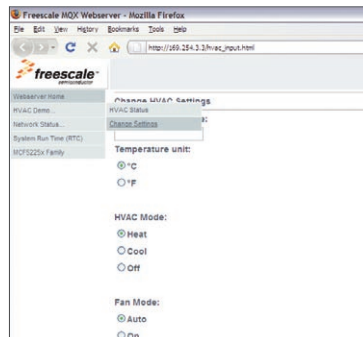 Freescale MQX Webserver - Mozilla Firefox
File Edit View History Bookmarks Tools Help
http://169.254.3.3/hvac_input.html
freescale
semiconductor
Webserver Home
Change HVAC Settings
HVAC Demo...
HVAC Status
Network Status...
Change Settings
System Run Time (RTC)
MCF5225x Family...
Temperature unit:
°C
°F
HVAC Mode:
Heat
Cool
Off
Fan Mode:
Auto
On